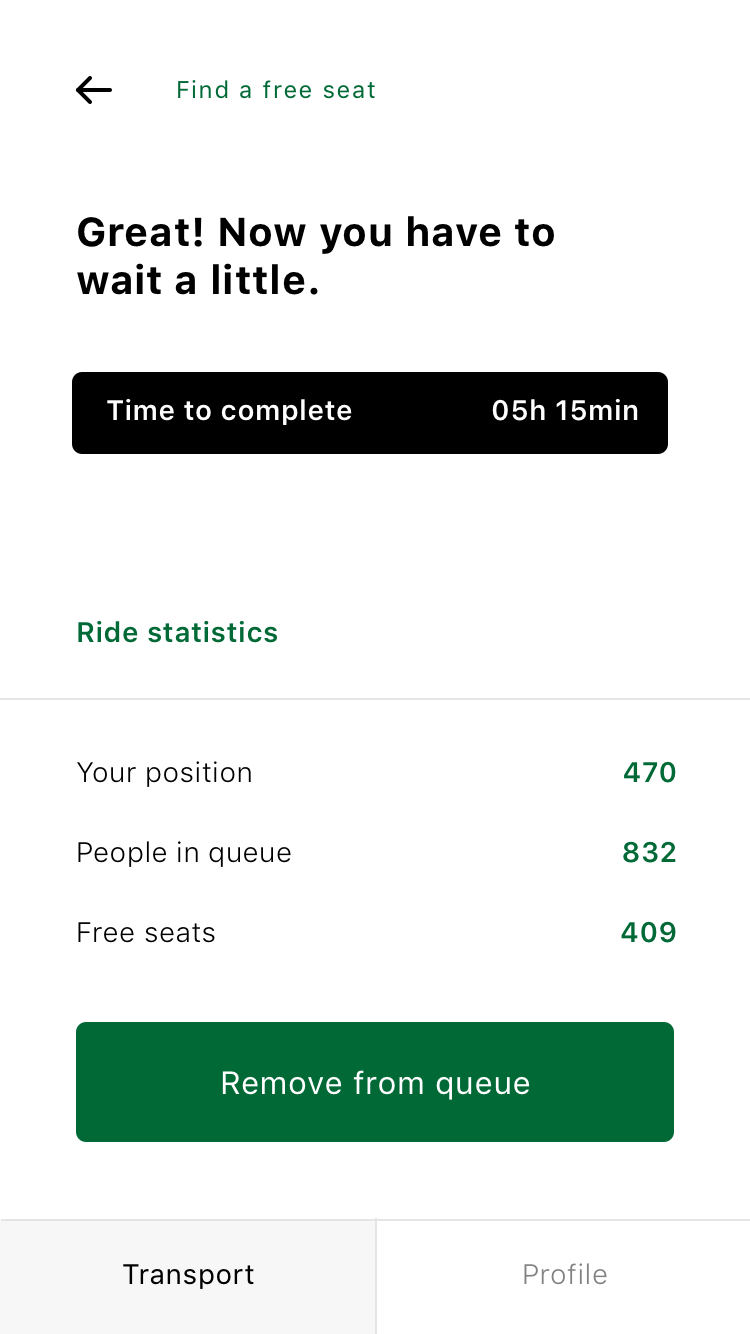 Find a free seat
Great! Now you have to
wait a little.
Time to complete 05h 15min
Ride statistics
Your position 470
People in queue 832
Free seats 409
Remove from queue
Transport Profile